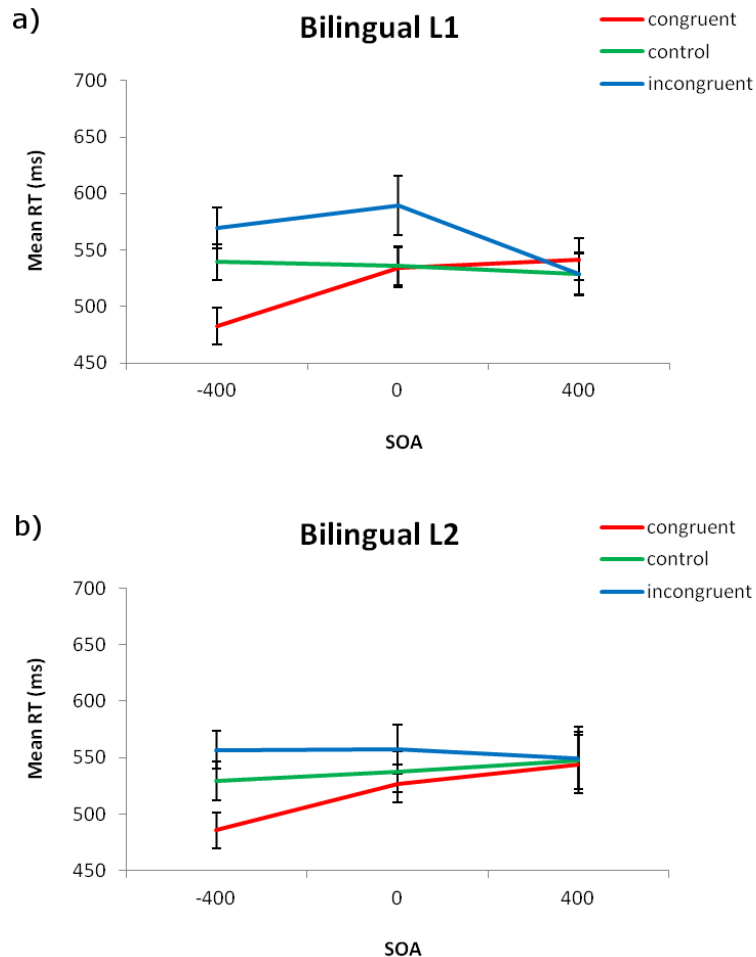 a)
Bilingual L1
congruent
control
incongruent
Mean RT (ms)
700
650
600
550
500
450
-400
0
400
SOA
b)
Bilingual L2
congruent
control
incongruent
Mean RT (ms)
700
650
600
550
500
450
-400
0
400
SOA